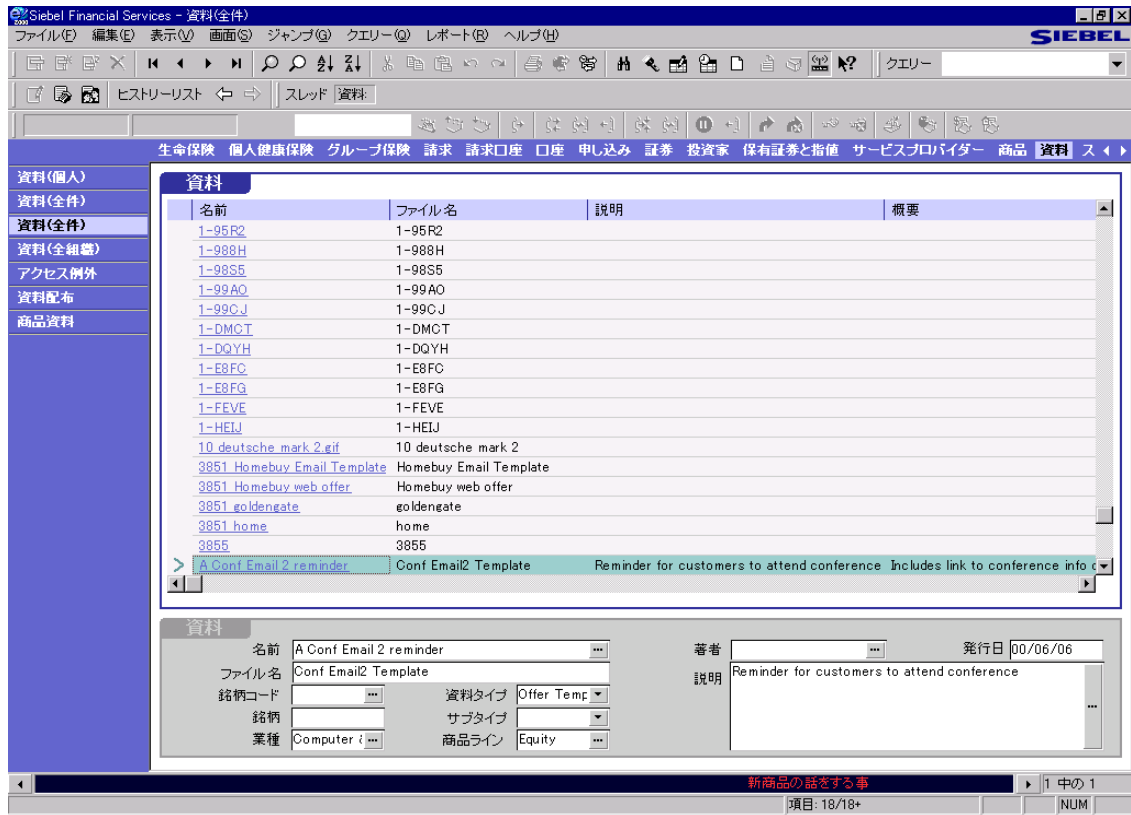 Siebel Financial Services - 資料(全件)
ファイル(F) 編集(E) 表示(V) 画面(S) ジャンプ(G) クエリー(Q) レポート(R) ヘルプ(H)
SIEBEL
クエリー
ヒストリーリスト スレッド 資料:
生命保険 個人健康保険 グループ保険 請求 請求口座 口座 申し込み 証券 投資家 保有証券と指値 サービスプロバイダー 商品 資料 ス
資料(個人)
資料(全件)
資料(全件)
資料(全組織)
アクセス例外
資料配布
商品資料
資料
名前 ファイル名 説明 概要
1-95R2 1-95R2
1-988H 1-988H
1-98S5 1-98S5
1-99AO 1-99AO
1-99CJ 1-99CJ
1-DMCT 1-DMCT
1-DQYH 1-DQYH
1-E8FC 1-E8FC
1-E8FG 1-E8FG
1-FEVE 1-FEVE
1-HEIJ 1-HEIJ
10 deutsche mark 2.gif 10 deutsche mark 2
3851 Homebuy Email Template Homebuy Email Template
3851 Homebuy web offer Homebuy web offer
3851 goldengate goldengate
3851 home home
3855 3855
A Conf Email 2 reminder Conf Email2 Template Reminder for customers to attend conference Includes link to conference info
資料
名前 A Conf Email 2 reminder 著者 発行日 00/06/06
ファイル名 Conf Email2 Template 説明 Reminder for customers to attend conference
銘柄コード 資料タイプ Offer Temp
銘柄 サブタイプ
業種 Computer 商品ライン Equity
新商品の話をする事 1 中の 1
項目: 18/18+ NUM